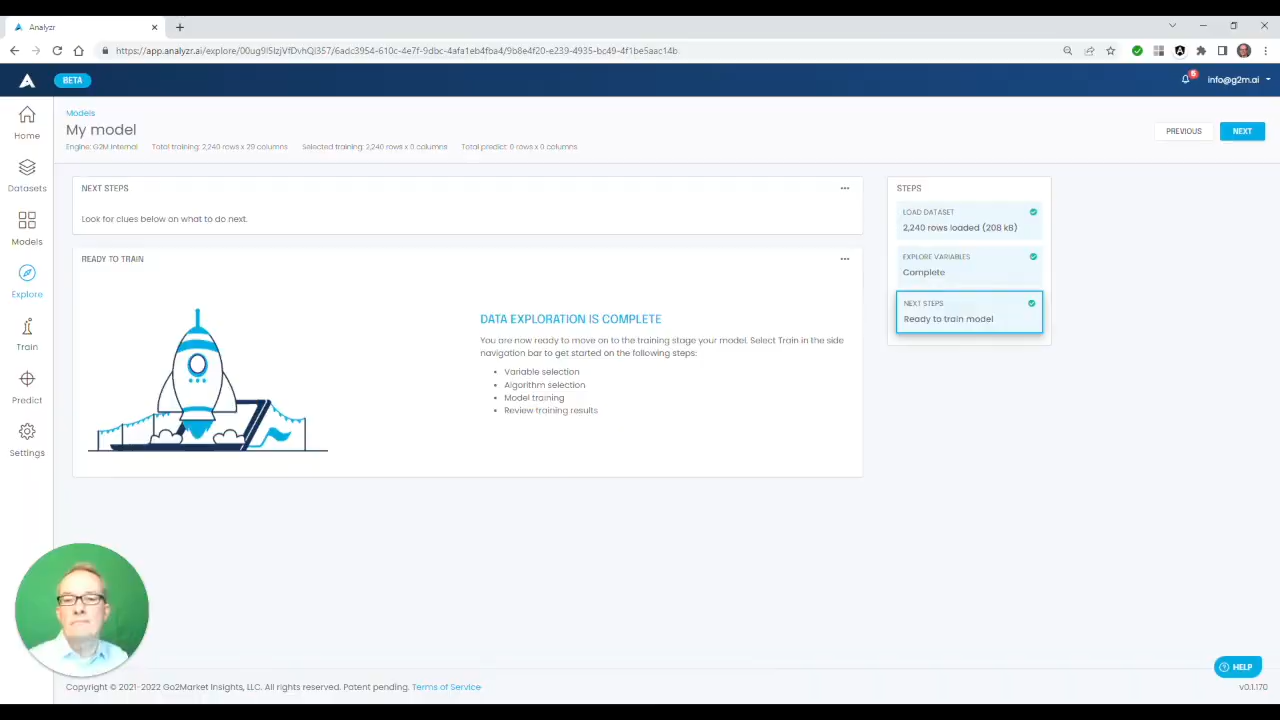 Analyzr
https://app.analyzr.ai/explore/00ug9l5lzjVfDvhQI357/6adc3954-610c-4e7f-9dbc-4afa1eb4fba4/9b8e4f20-e239-4935-bc49-4f1be5aac14b
BETA
6
info@g2m.ai
Models
My model
Engine: G2M Internal Total training: 2,240 rows x 29 columns Selected training: 2,240 rows x 0 columns Total predict: 0 rows x 0 columns
PREVIOUS
NEXT
Home
Datasets
Models
Explore
Train
Predict
Settings
NEXT STEPS
Look for clues below on what to do next.
READY TO TRAIN
DATA EXPLORATION IS COMPLETE
You are now ready to move on to the training stage your model. Select Train in the side
navigation bar to get started on the following steps:
Variable selection
Algorithm selection
Model training
Review training results
STEPS
LOAD DATASET
2,240 rows loaded (208 kB)
EXPLORE VARIABLES
Complete
NEXT STEPS
Ready to train model
HELP
Copyright © 2021-2022 Go2Market Insights, LLC. All rights reserved. Patent pending. Terms of Service
v0.1.170